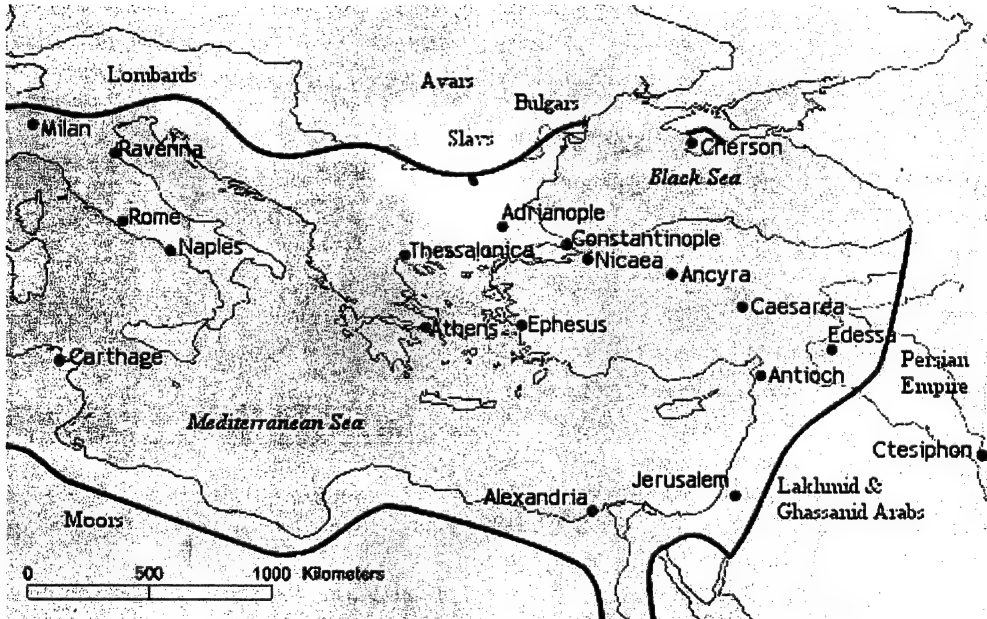 Lombards
Avars
Bulgars
Slavs
Milan
Ravenna
Cherson
Black Sea
Rome
Adrianople
Naples
Constantinople
Thessalonica
Nicaea
Ancyra
Caesarea
Athens
Ephesus
Edessa
Carthage
Antioch
Persian
Empire
Mediterranean Sea
Ctesiphon
Jerusalem
Lakhmid &
Ghassanid Arabs
Alexandria
Moors
0 500 1000 Kilometers